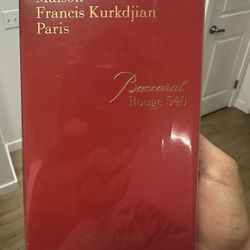 Maison
Francis Kurkdjian
Paris
Baccarat
Rouge 540